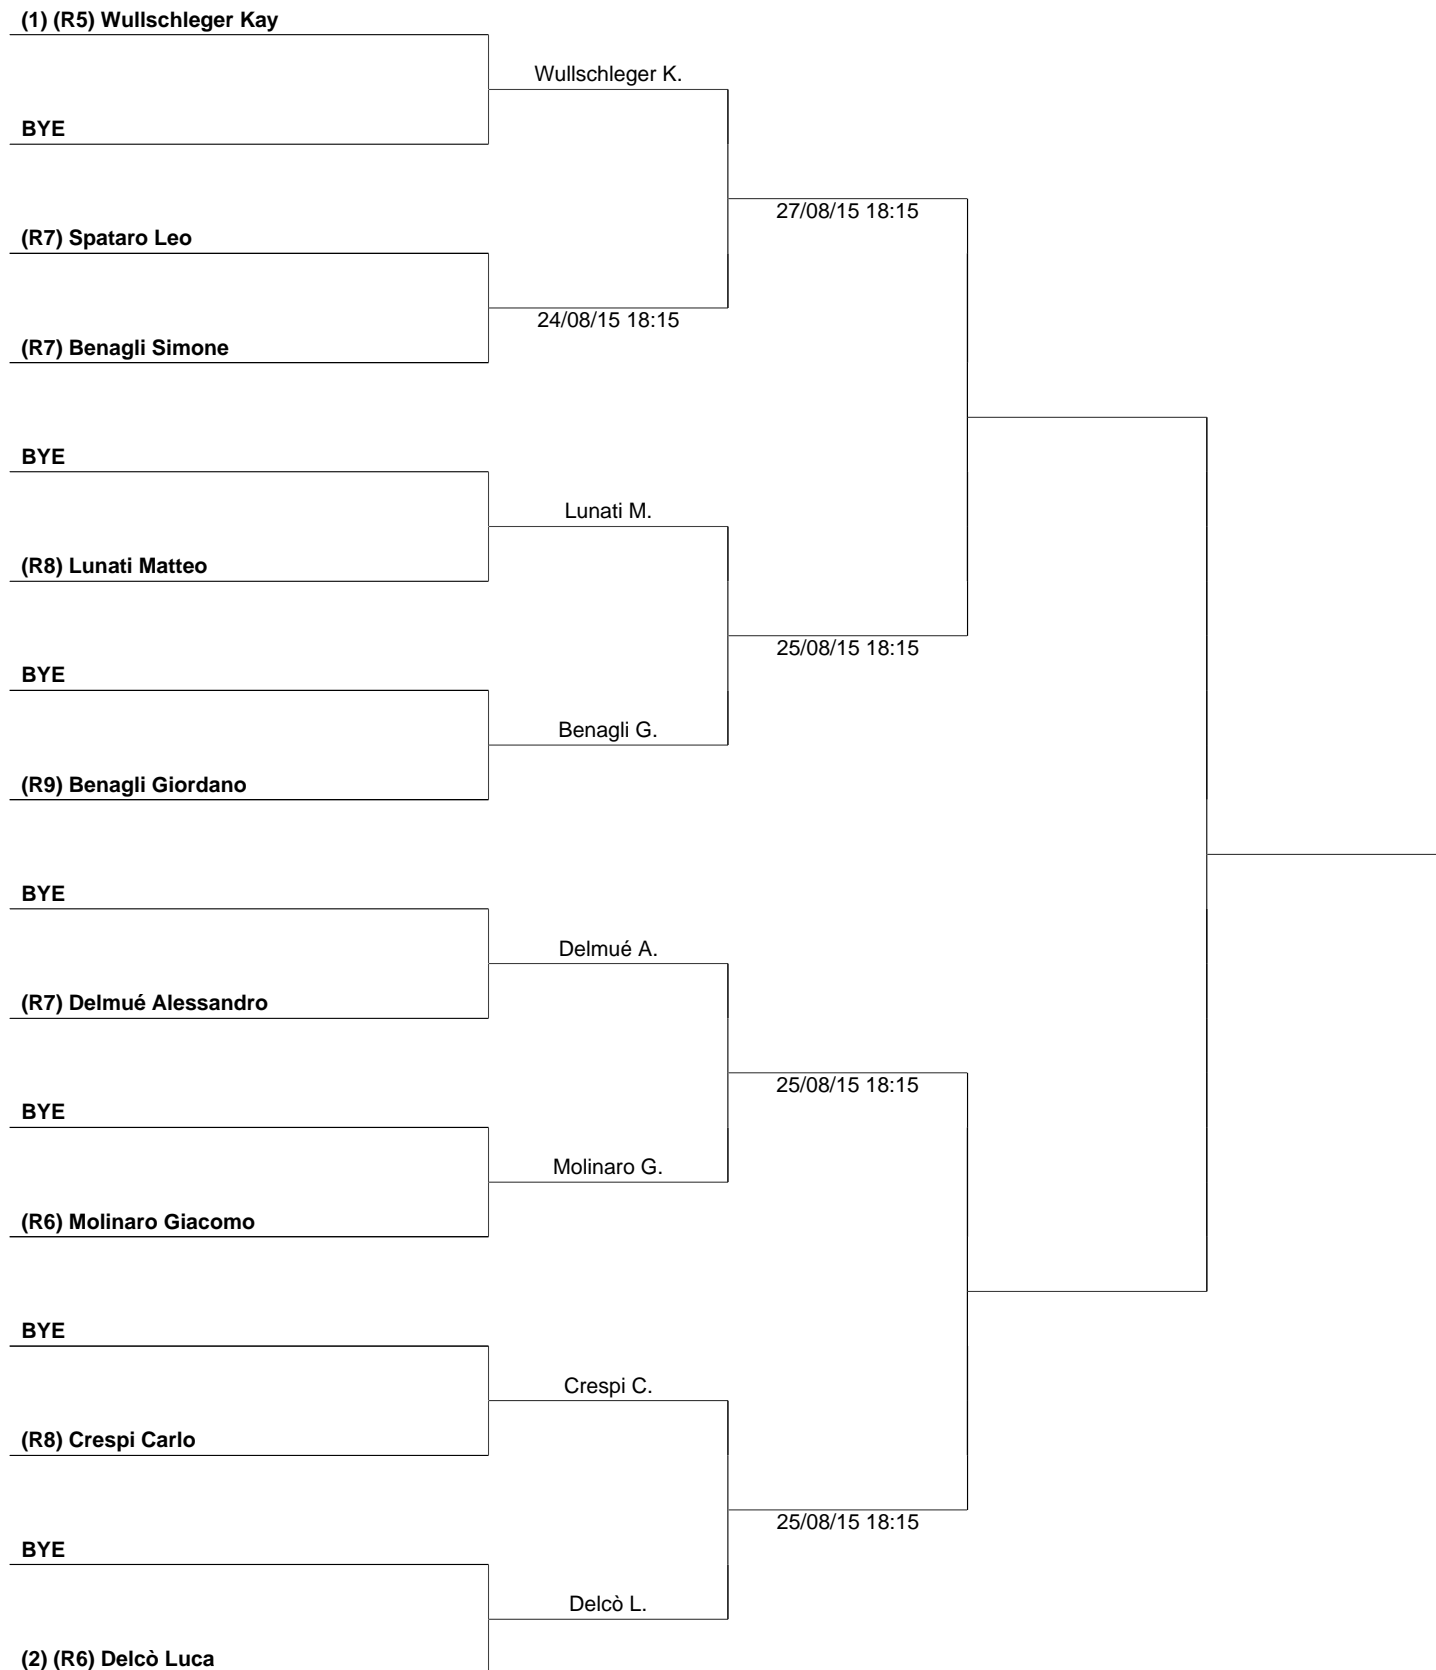 (1) (R5) Wullschleger Kay
Wullschleger K.
BYE
27/08/15 18:15
(R7) Spataro Leo
24/08/15 18:15
(R7) Benagli Simone
BYE
Lunati M.
(R8) Lunati Matteo
25/08/15 18:15
BYE
Benagli G.
(R9) Benagli Giordano
BYE
Delmué A.
(R7) Delmué Alessandro
25/08/15 18:15
BYE
Molinaro G.
(R6) Molinaro Giacomo
BYE
Crespi C.
(R8) Crespi Carlo
25/08/15 18:15
BYE
Delcò L.
(2) (R6) Delcò Luca